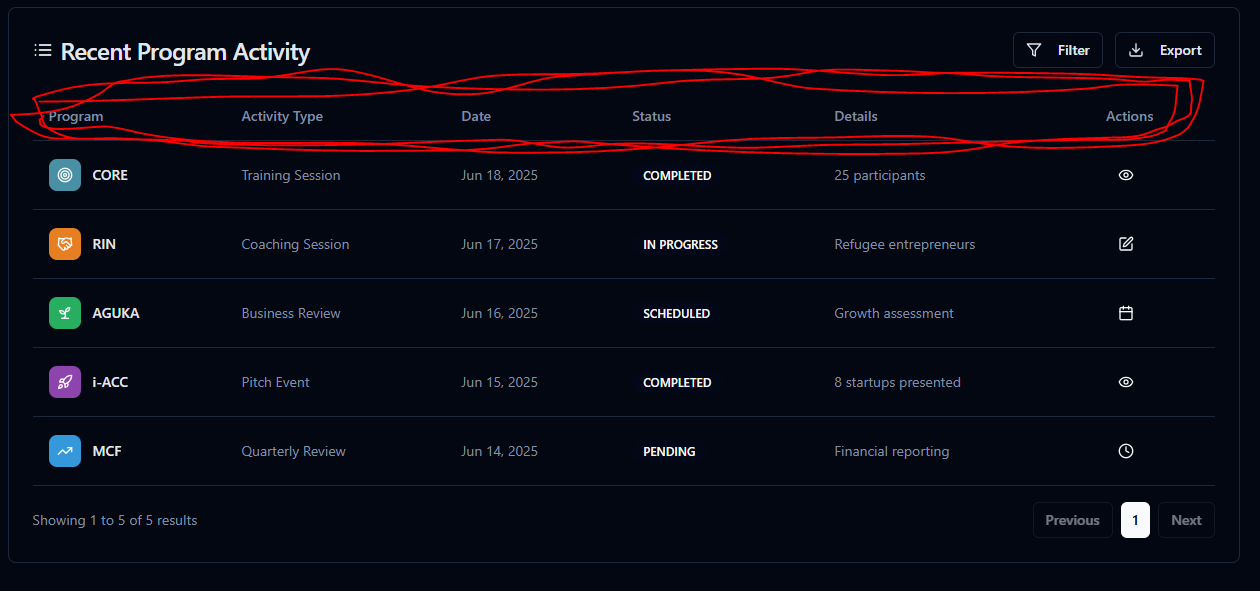 Recent Program Activity Filter Export
Program Activity Type Date Status Details Actions
CORE Training Session Jun 18, 2025 COMPLETED 25 participants
RIN Coaching Session Jun 17, 2025 IN PROGRESS Refugee entrepreneurs
AGUKA Business Review Jun 16, 2025 SCHEDULED Growth assessment
i-ACC Pitch Event Jun 15, 2025 COMPLETED 8 startups presented
MCF Quarterly Review Jun 14, 2025 PENDING Financial reporting
Showing 1 to 5 of 5 results Previous 1 Next